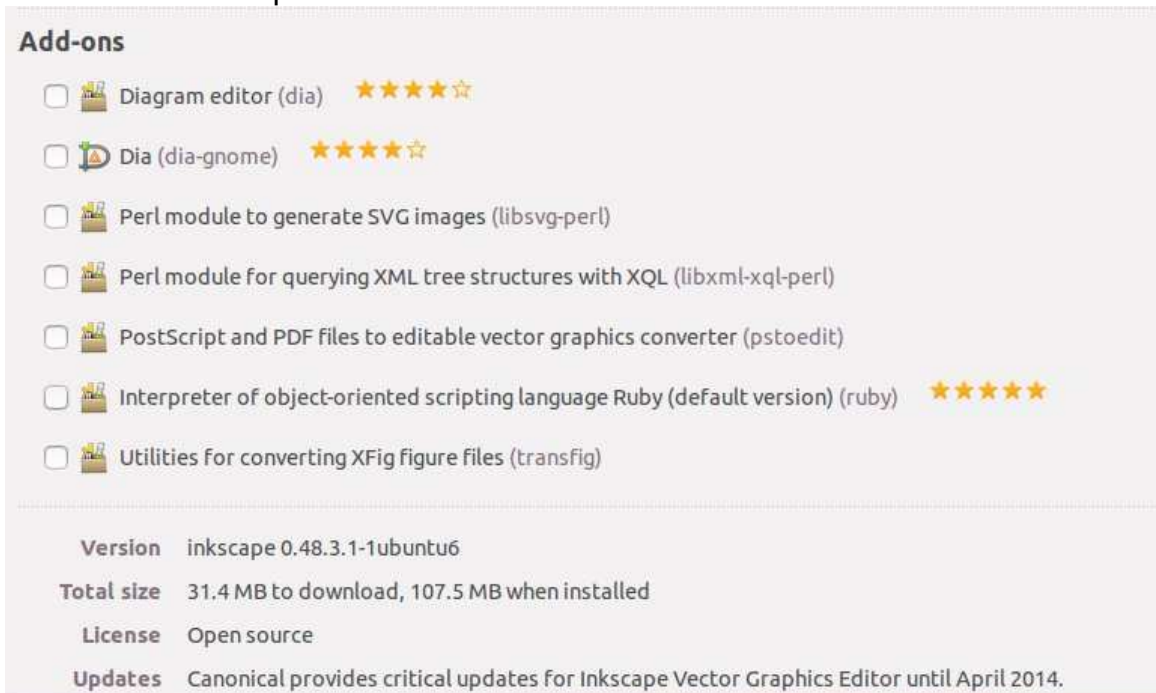 Add-ons
Diagram editor (dia)
Dia (dia-gnome)
Perl module to generate SVG images (libsvg-perl)
Perl module for querying XML tree structures with XQL (libxml-xql-perl)
PostScript and PDF files to editable vector graphics converter (pstoedit)
Interpreter of object-oriented scripting language Ruby (default version) (ruby)
Utilities for converting XFig figure files (transfig)
Version inkscape 0.48.3.1-1ubuntu6
Total size 31.4 MB to download, 107.5 MB when installed
License Open source
Updates Canonical provides critical updates for Inkscape Vector Graphics Editor until April 2014.